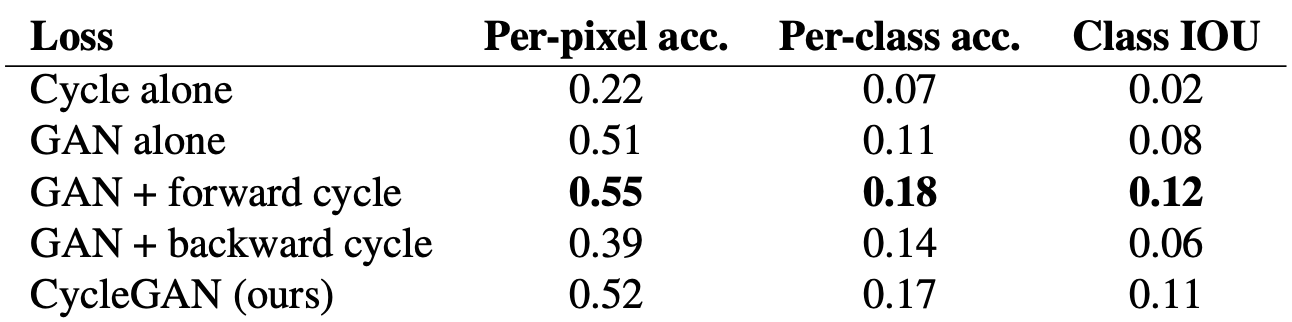 Loss Per-pixel acc. Per-class acc. Class IOU
Cycle alone 0.22 0.07 0.02
GAN alone 0.51 0.11 0.08
GAN + forward cycle 0.55 0.18 0.12
GAN + backward cycle 0.39 0.14 0.06
CycleGAN (ours) 0.52 0.17 0.11